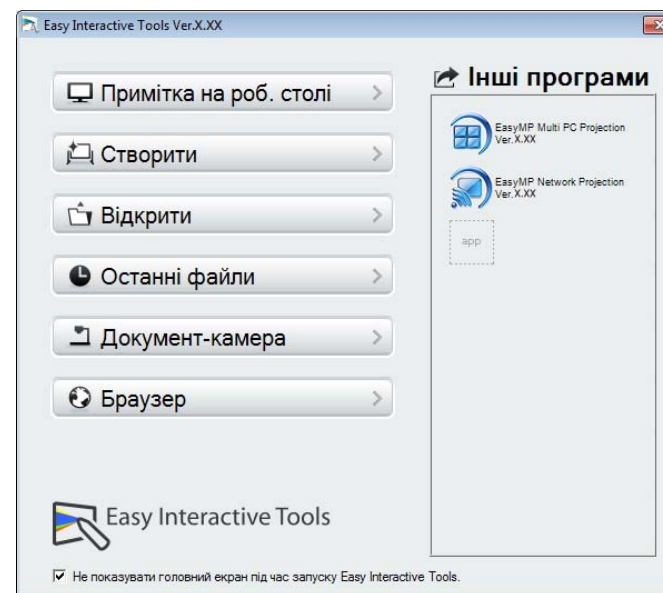 Easy Interactive Tools Ver.X.XX
Примітка на роб. столі
Створити
Відкрити
Останні файли
Документ-камера
Браузер
Інші програми
EasyMP Multi PC Projection
Ver.X.XX
EasyMP Network Projection
Ver.X.XX
app
Easy Interactive Tools
Не показувати головний екран під час запуску Easy Interactive Tools.